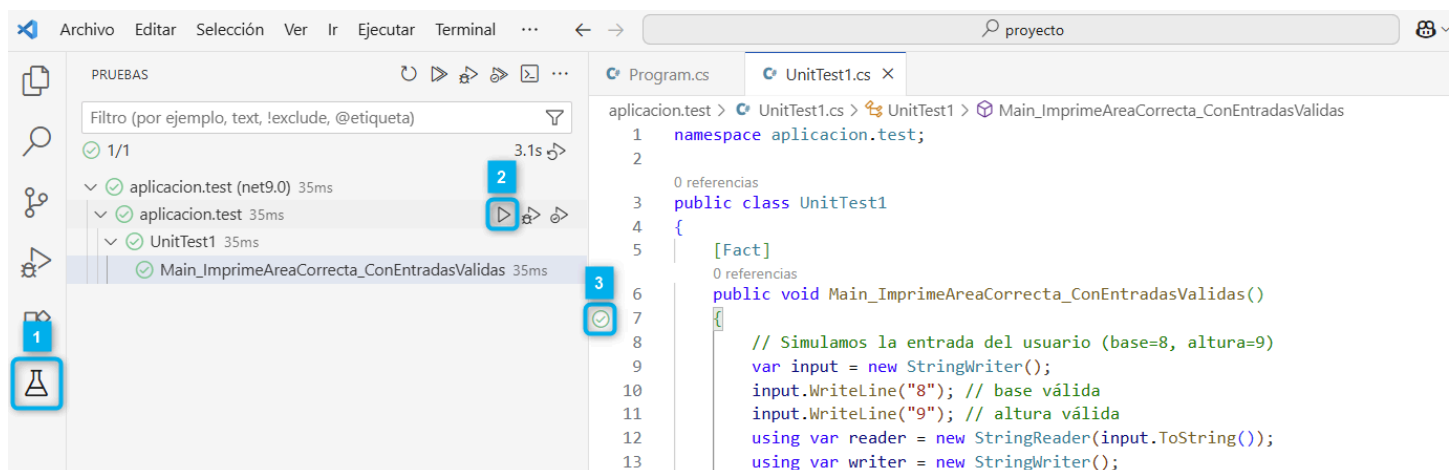 Archivo Editar Selección Ver Ir Ejecutar Terminal ··· proyecto
PRUEBAS
Filtro (por ejemplo, text, !exclude, @etiqueta)
1/1 3.1s
aplicacion.test (net9.0) 35ms
2
aplicacion.test 35ms
UnitTest1 35ms
Main_ImprimeAreaCorrecta_ConEntradasValidas 35ms
1
Program.cs UnitTest1.cs
aplicacion.test > UnitTest1.cs > UnitTest1 > Main_ImprimeAreaCorrecta_ConEntradasValidas
1 namespace aplicacion.test;
2
0 referencias
3 public class UnitTest1
4 {
5 [Fact]
0 referencias
3
6 public void Main_ImprimeAreaCorrecta_ConEntradasValidas()
7 {
8 // Simulamos la entrada del usuario (base=8, altura=9)
9 var input = new StringWriter();
10 input.WriteLine("8"); // base válida
11 input.WriteLine("9"); // altura válida
12 using var reader = new StringReader(input.ToString());
13 using var writer = new StringWriter();